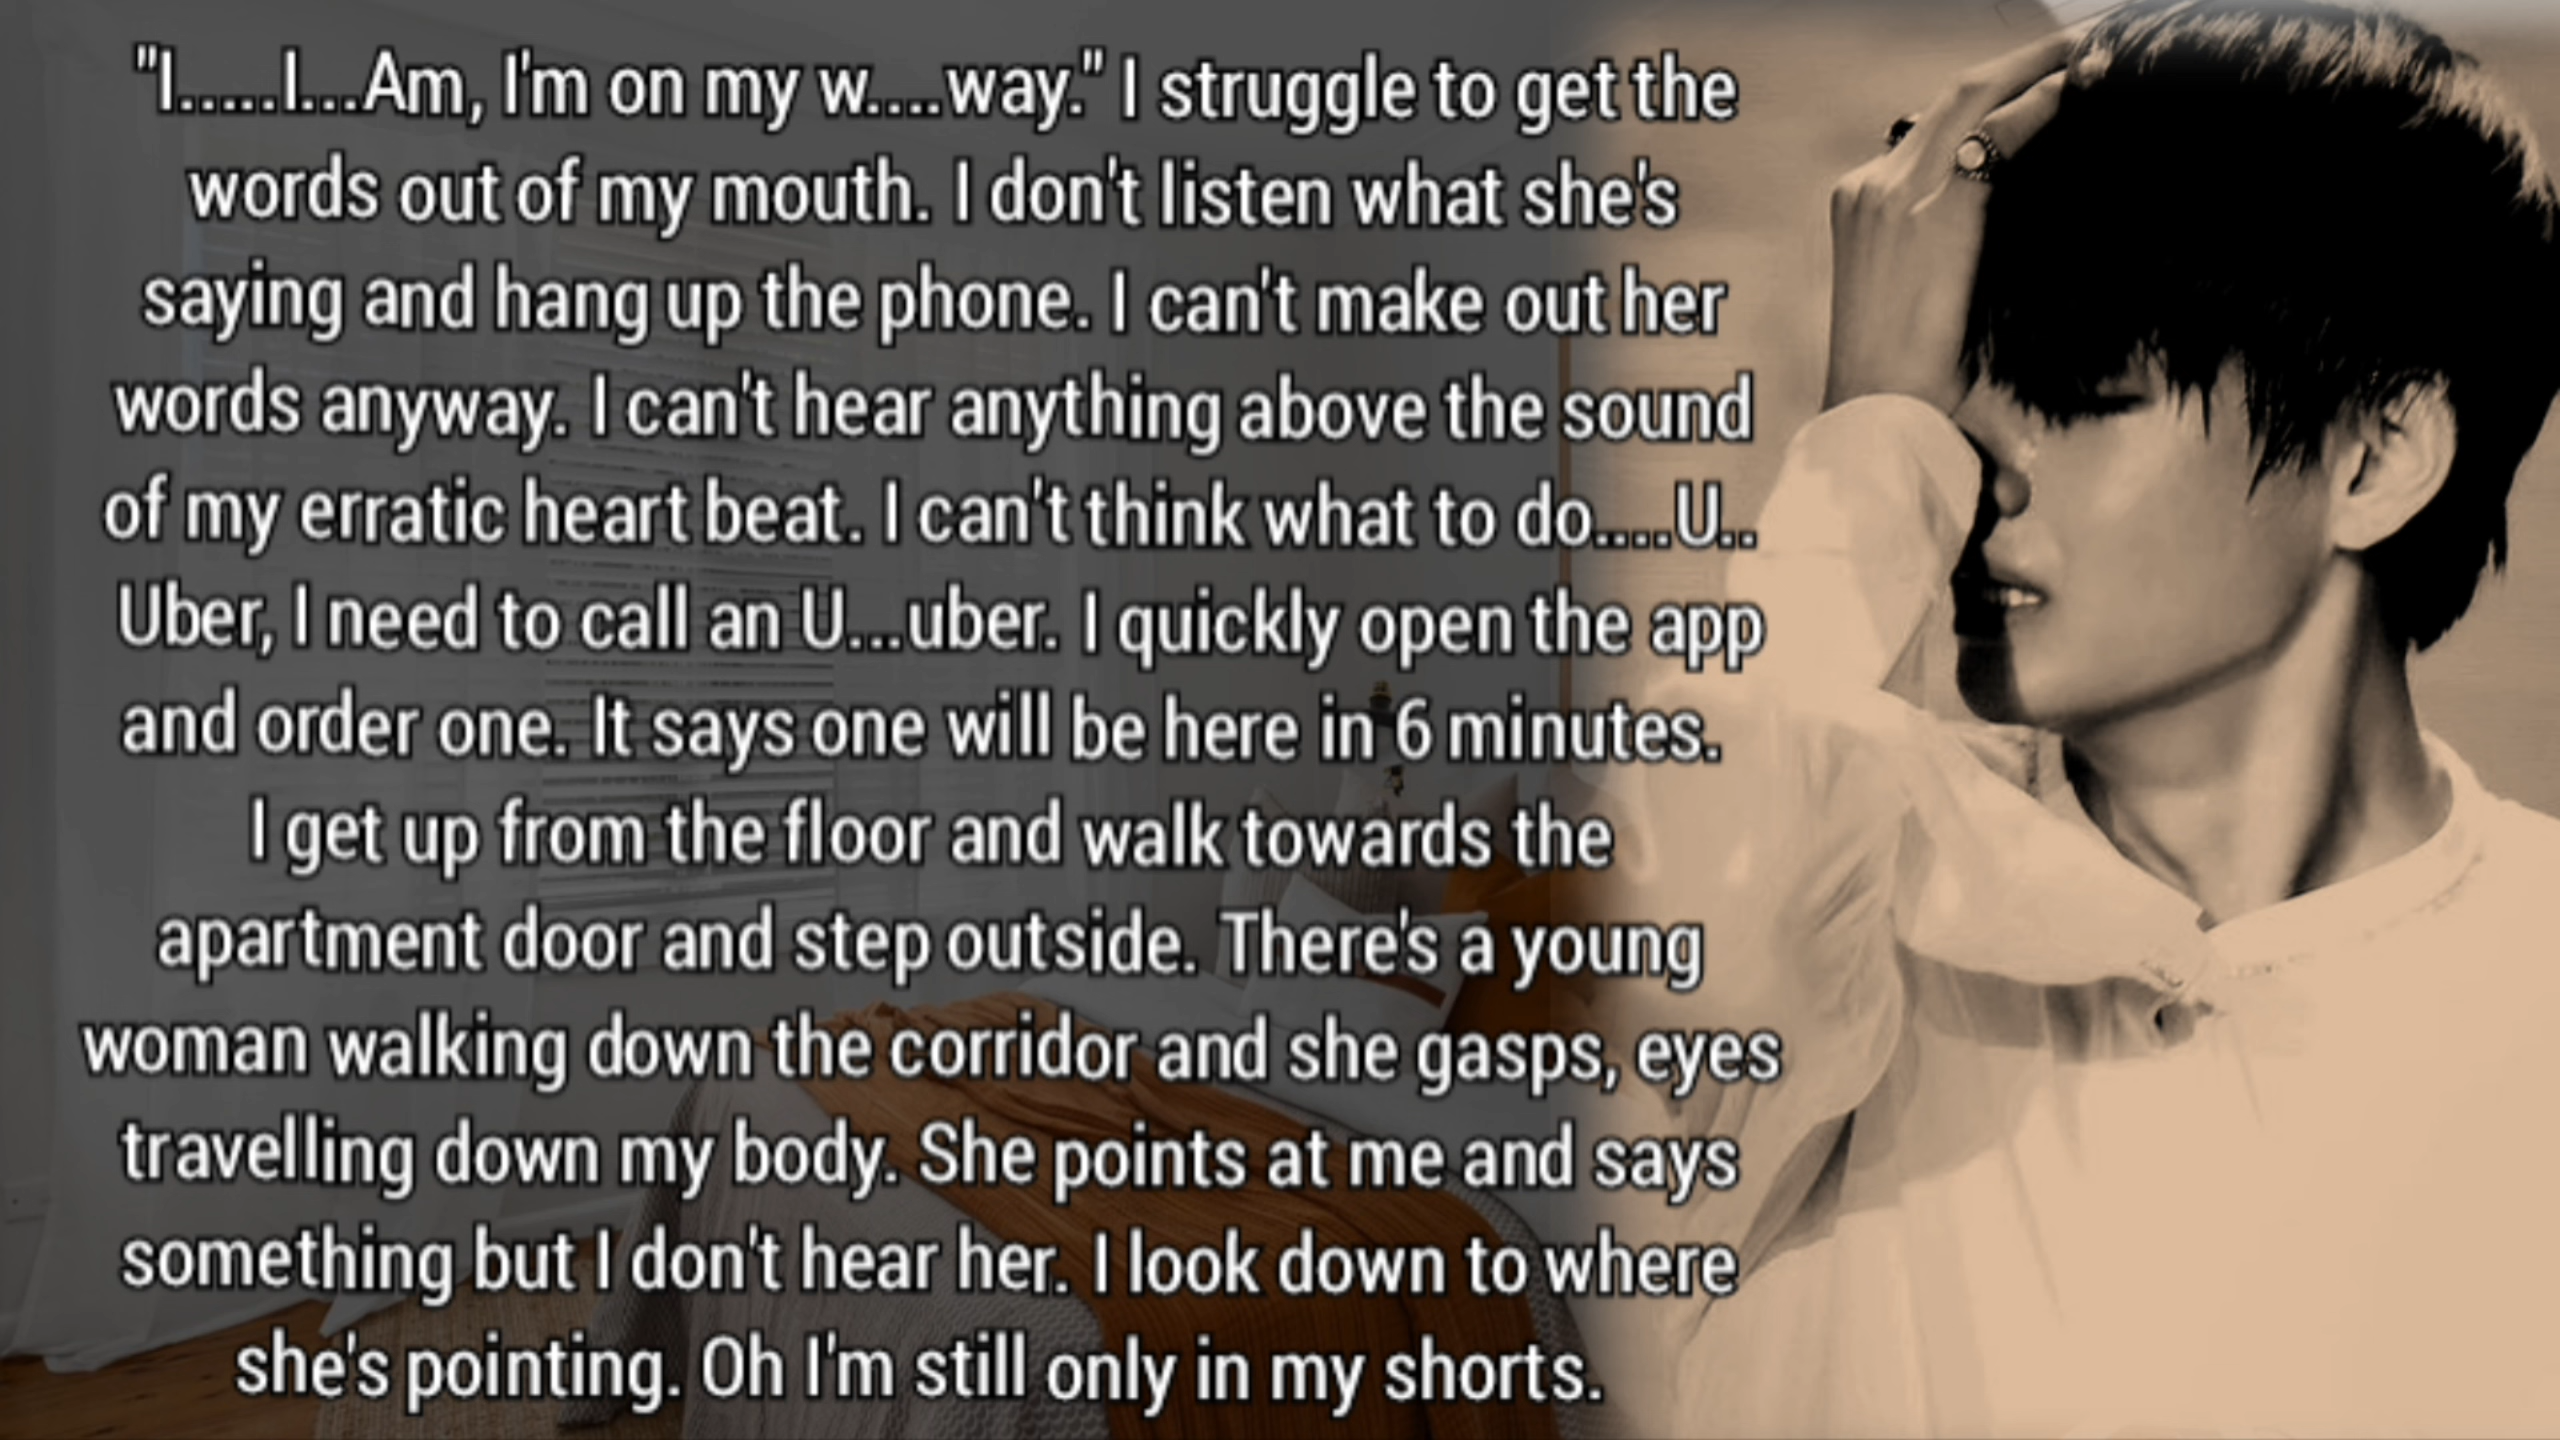 "I.....I...Am, I'm on my w....way." I struggle to get the
words out of my mouth. I don't listen what she's
saying and hang up the phone. I can't make out her
words anyway. I can't hear anything above the sound
of my erratic heart beat. I can't think what to do....U..
Uber, I need to call an U...uber. I quickly open the app
and order one. It says one will be here in 6 minutes.
I get up from the floor and walk towards the
apartment door and step outside. There's a young
woman walking down the corridor and she gasps, eyes
travelling down my body. She points at me and says
something but I don't hear her. I look down to where
she's pointing. Oh I'm still only in my shorts.